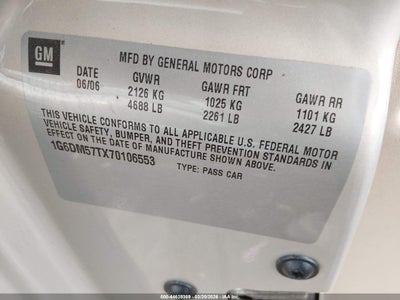 GM
MFD BY GENERAL MOTORS CORP
DATE GVWR GAWR FRT GAWR RR
06/06 2126 KG 1025 KG 1101 KG
4688 LB 2261 LB 2427 LB
THIS VEHICLE CONFORMS TO ALL APPLICABLE U.S. FEDERAL MOTOR
VEHICLE SAFETY, BUMPER, AND THEFT PREVENTION STANDARDS IN
EFFECT ON THE DATE OF MANUFACTURE SHOWN ABOVE.
1G6DM57TX70106553
TYPE: PASS CAR